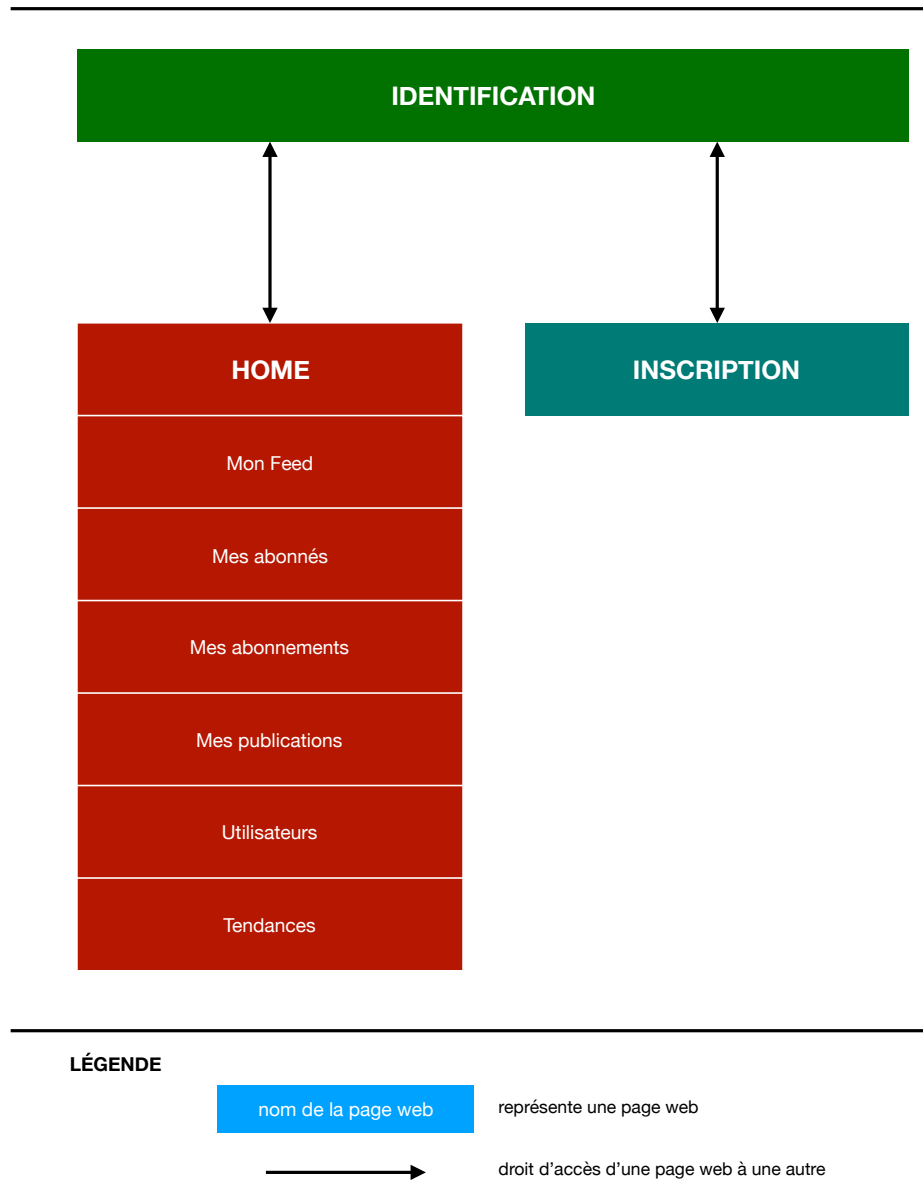 IDENTIFICATION
HOME
INSCRIPTION
Mon Feed
Mes abonnés
Mes abonnements
Mes publications
Utilisateurs
Tendances
LÉGENDE
nom de la page web
représente une page web
droit d’accès d’une page web à une autre